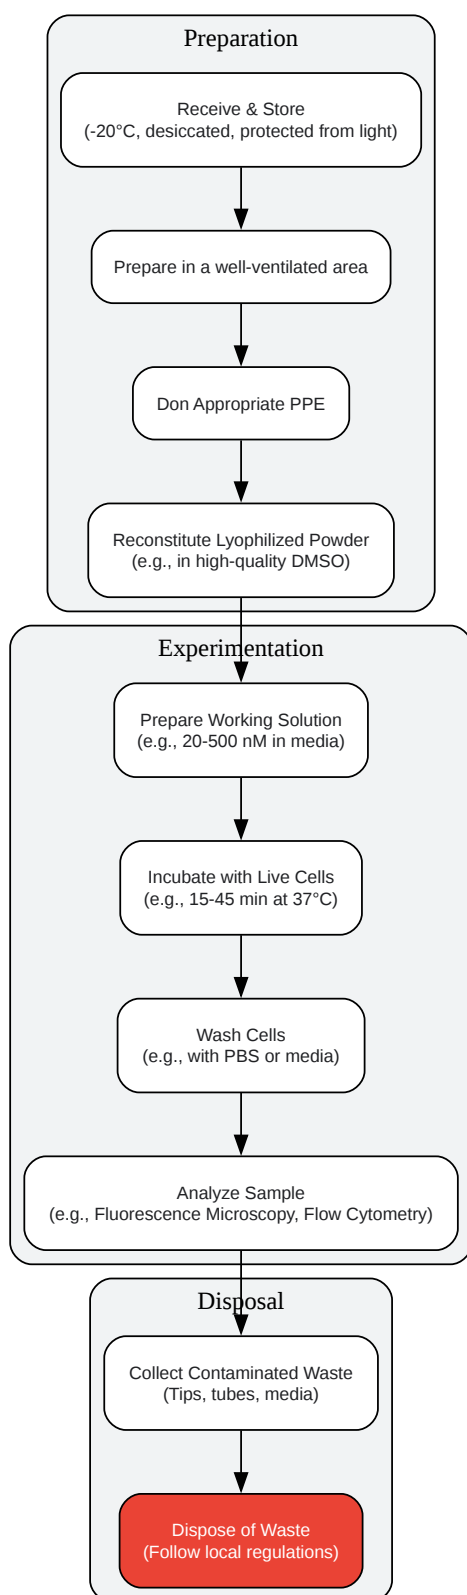 Preparation
Receive & Store
(-20°C, desiccated, protected from light)
Prepare in a well-ventilated area
Don Appropriate PPE
Reconstitute Lyophilized Powder
(e.g., in high-quality DMSO)
Experimentation
Prepare Working Solution
(e.g., 20-500 nM in media)
Incubate with Live Cells
(e.g., 15-45 min at 37°C)
Wash Cells
(e.g., with PBS or media)
Analyze Sample
(e.g., Fluorescence Microscopy, Flow Cytometry)
Disposal
Collect Contaminated Waste
(Tips, tubes, media)
Dispose of Waste
(Follow local regulations)